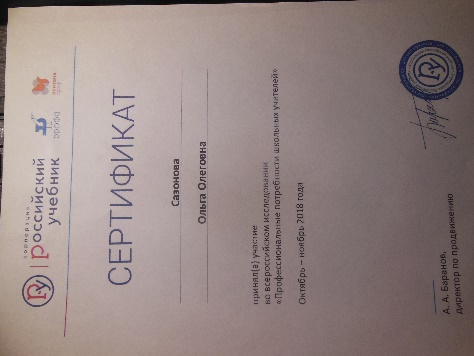 корпорация
российский
учебник
дрофа
СЕРТИФИКАТ
Сазонова
Ольга Олеговна
принял(а) участие
во всероссийском исследовании
«Профессиональные потребности школьных учителей»
Октябрь – ноябрь 2018 года
А. А. Баранов,
директор по продвижению